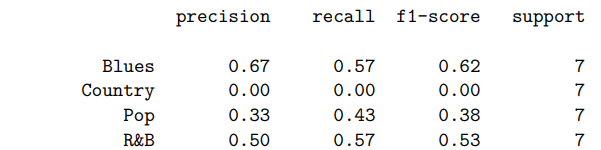 precision recall f1-score support
Blues 0.67 0.57 0.62 7
Country 0.00 0.00 0.00 7
Pop 0.33 0.43 0.38 7
R&B 0.50 0.57 0.53 7